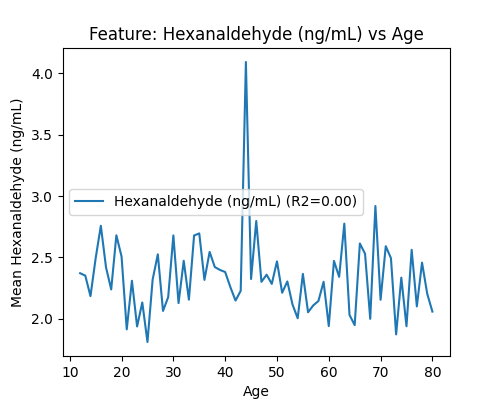 Feature: Hexanaldehyde (ng/mL) vs Age
Mean Hexanaldehyde (ng/mL)
4.0
3.5
3.0
2.5
2.0
Hexanaldehyde (ng/mL) (R2=0.00)
10 20 30 40 50 60 70 80
Age